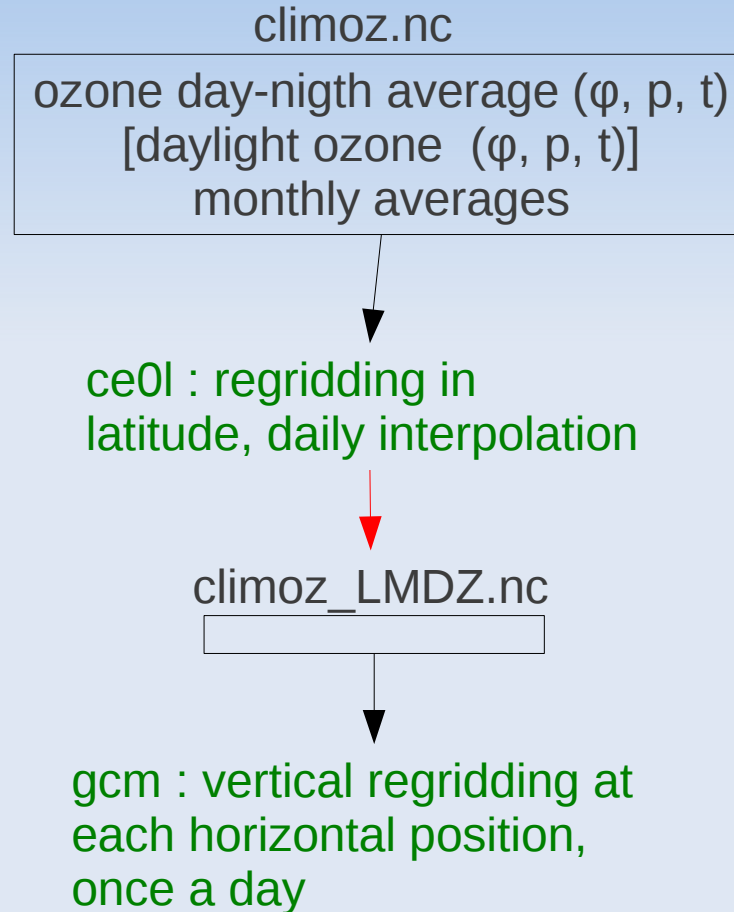 climoz.nc
ozone day-nigth average (φ, p, t)
[daylight ozone  (φ, p, t)]
monthly averages
ce0l : regridding in
latitude, daily interpolation
climoz_LMDZ.nc
gcm : vertical regridding at
each horizontal position,
once a day